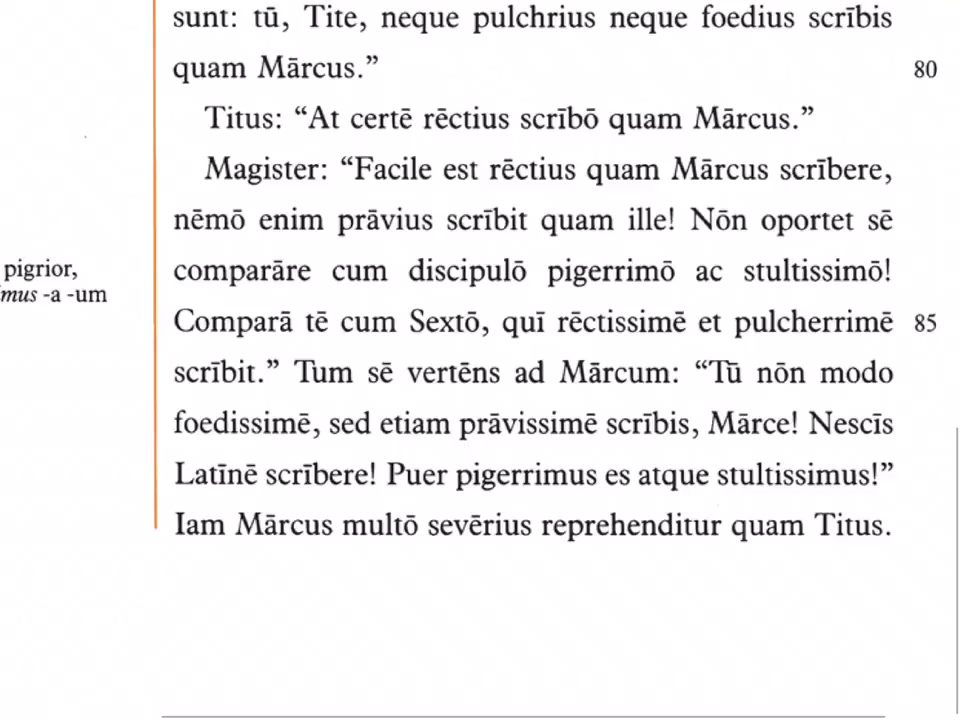 sunt: tū, Tite, neque pulchrius neque foedius scrībis
quam Mārcus.” 80
Titus: “At certē rēctius scrībō quam Mārcus.”
Magister: “Facile est rēctius quam Mārcus scrībere,
nēmō enim prāvius scrībit quam ille! Nōn oportet sē
pigrior,
comparāre cum discipulō pigerrimō ac stultissimō!
mus -a -um
Comparā tē cum Sextō, quī rēctissimē et pulcherrimē 85
scrībit.” Tum sē vertēns ad Mārcum: “Tū nōn modo
foedissimē, sed etiam prāvissimē scrībis, Mārce! Nescīs
Latīnē scrībere! Puer pigerrimus es atque stultissimus!”
Iam Mārcus multō sevērius reprehenditur quam Titus.